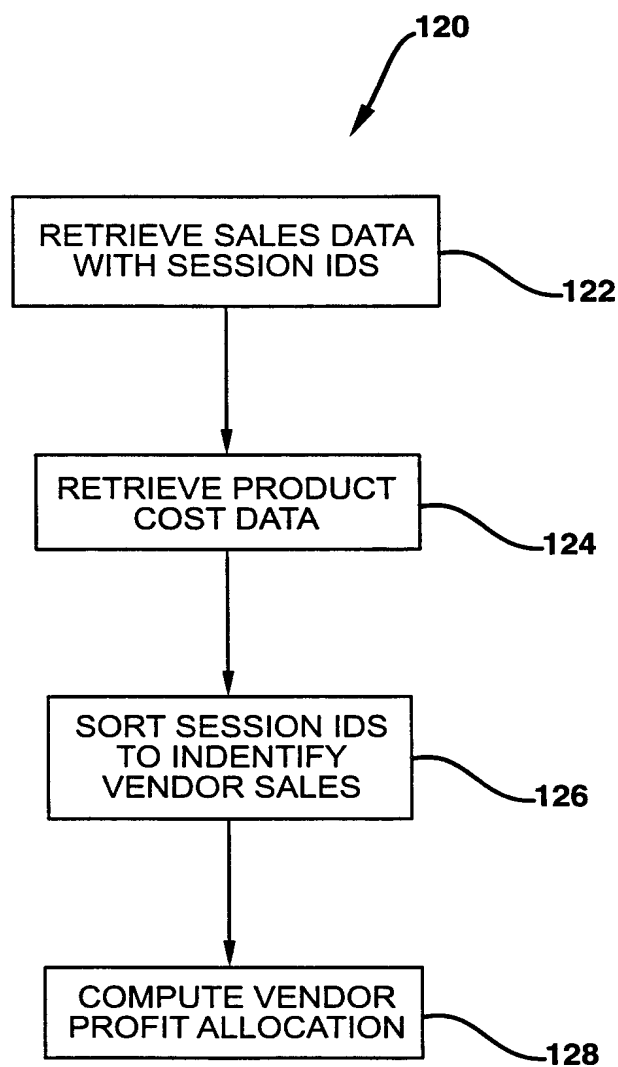 120
RETRIEVE SALES DATA
WITH SESSION IDS
122
RETRIEVE PRODUCT
COST DATA
124
SORT SESSION IDS
TO INDENTIFY
VENDOR SALES
126
COMPUTE VENDOR
PROFIT ALLOCATION
128